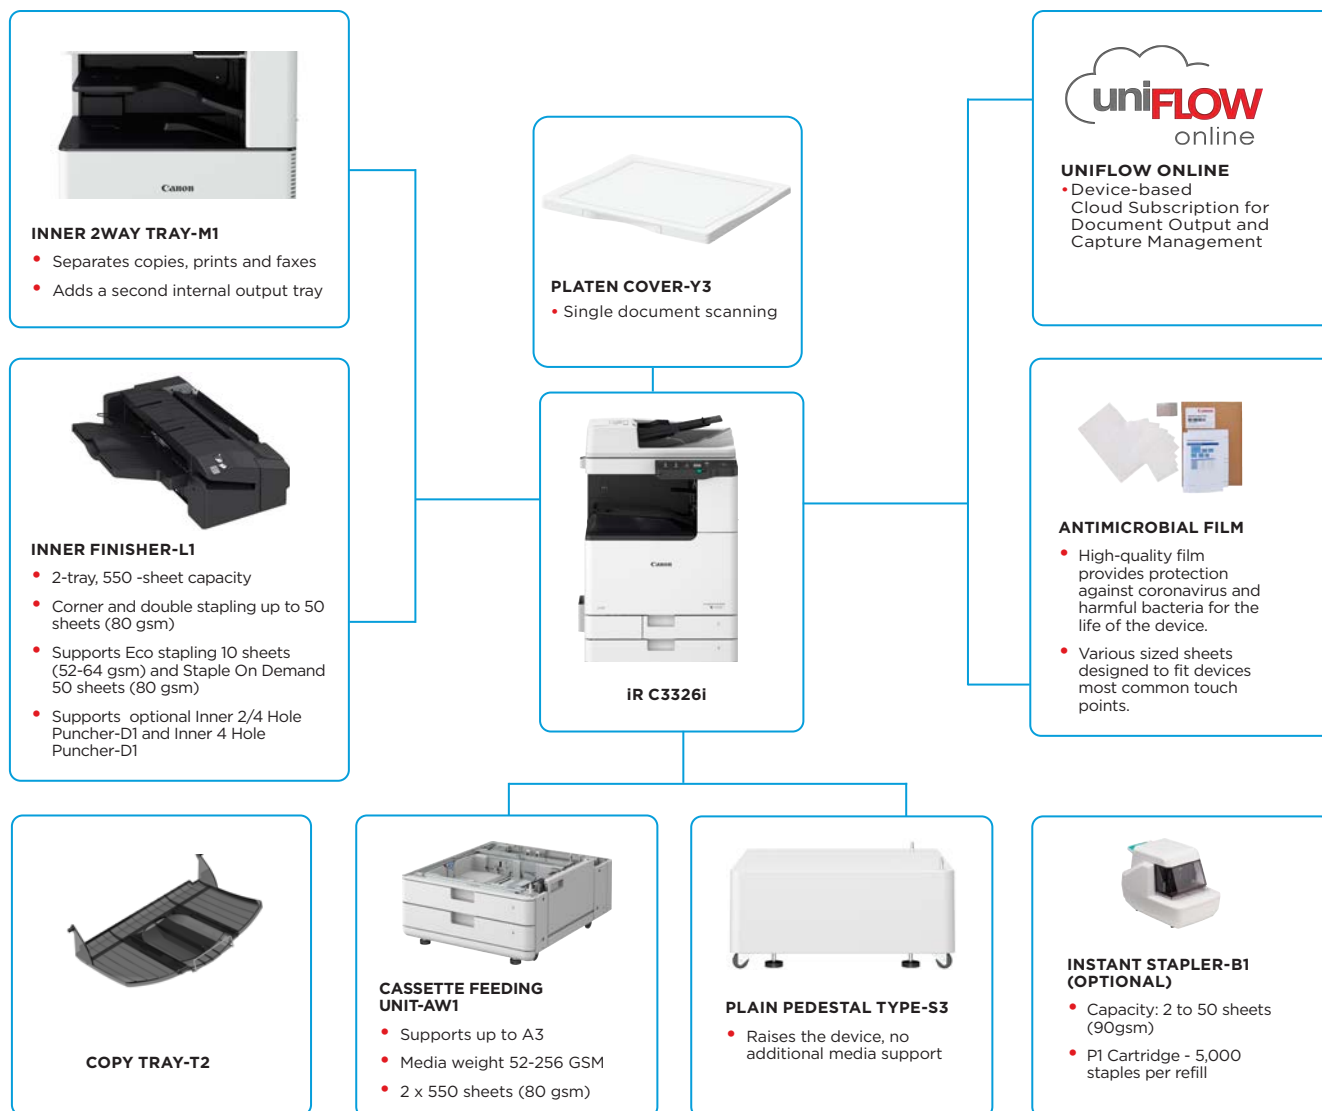 Canon
INNER 2WAY TRAY-M1
• Separates copies, prints and faxes
• Adds a second internal output tray
PLATEN COVER-Y3
• Single document scanning
uniFLOW
online
UNIFLOW ONLINE
• Device-based
Cloud Subscription for
Document Output and
Capture Management
INNER FINISHER-L1
• 2-tray, 550 -sheet capacity
• Corner and double stapling up to 50
sheets (80 gsm)
• Supports Eco stapling 10 sheets
(52-64 gsm) and Staple On Demand
50 sheets (80 gsm)
• Supports  optional Inner 2/4 Hole
Puncher-D1 and Inner 4 Hole
Puncher-D1
Canon
iR C3326i
ANTIMICROBIAL FILM
• High-quality film
provides protection
against coronavirus and
harmful bacteria for the
life of the device.
• Various sized sheets
designed to fit devices
most common touch
points.
COPY TRAY-T2
CASSETTE FEEDING
UNIT-AW1
• Supports up to A3
• Media weight 52-256 GSM
• 2 x 550 sheets (80 gsm)
PLAIN PEDESTAL TYPE-S3
• Raises the device, no
additional media support
INSTANT STAPLER-B1
(OPTIONAL)
• Capacity: 2 to 50 sheets
(90gsm)
• P1 Cartridge - 5,000
staples per refill